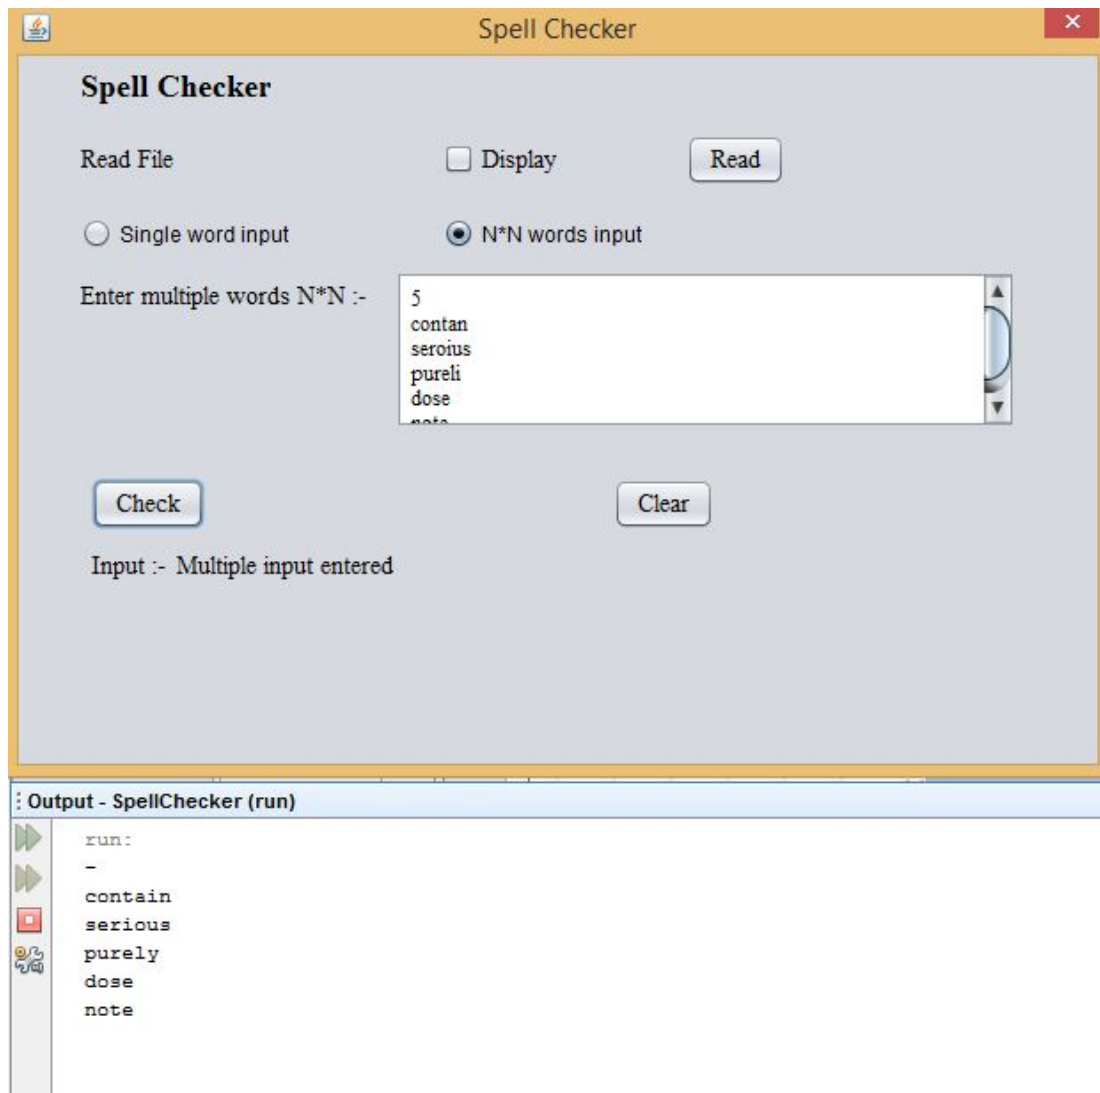 Spell Checker
Spell Checker
Read File Display Read
Single word input N*N words input
Enter multiple words N*N :-
5
contan
seroius
pureli
dose
Check Clear
Input :- Multiple input entered
Output - SpellChecker (run)
run:
-
contain
serious
purely
dose
note